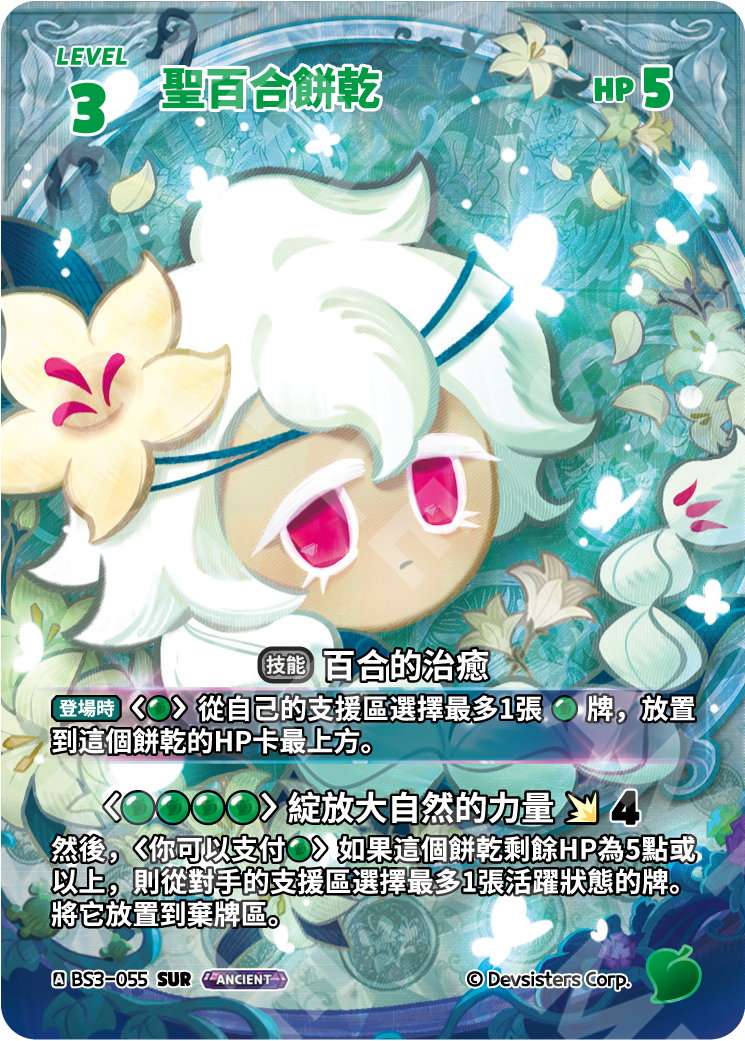 LEVEL
3
聖百合餅乾
HP 5
技能 百合的治癒
登場時 〈●〉從自己的支援區選擇最多1張 ● 牌，放置
到這個餅乾的HP卡最上方。
〈●●●●〉綻放大自然的力量 4
然後，〈你可以支付●〉如果這個餅乾剩餘HP為5點或
以上，則從對手的支援區選擇最多1張活躍狀態的牌。
將它放置到棄牌區。
A BS3-055 SUR ANCIENT
© Devsisters Corp.